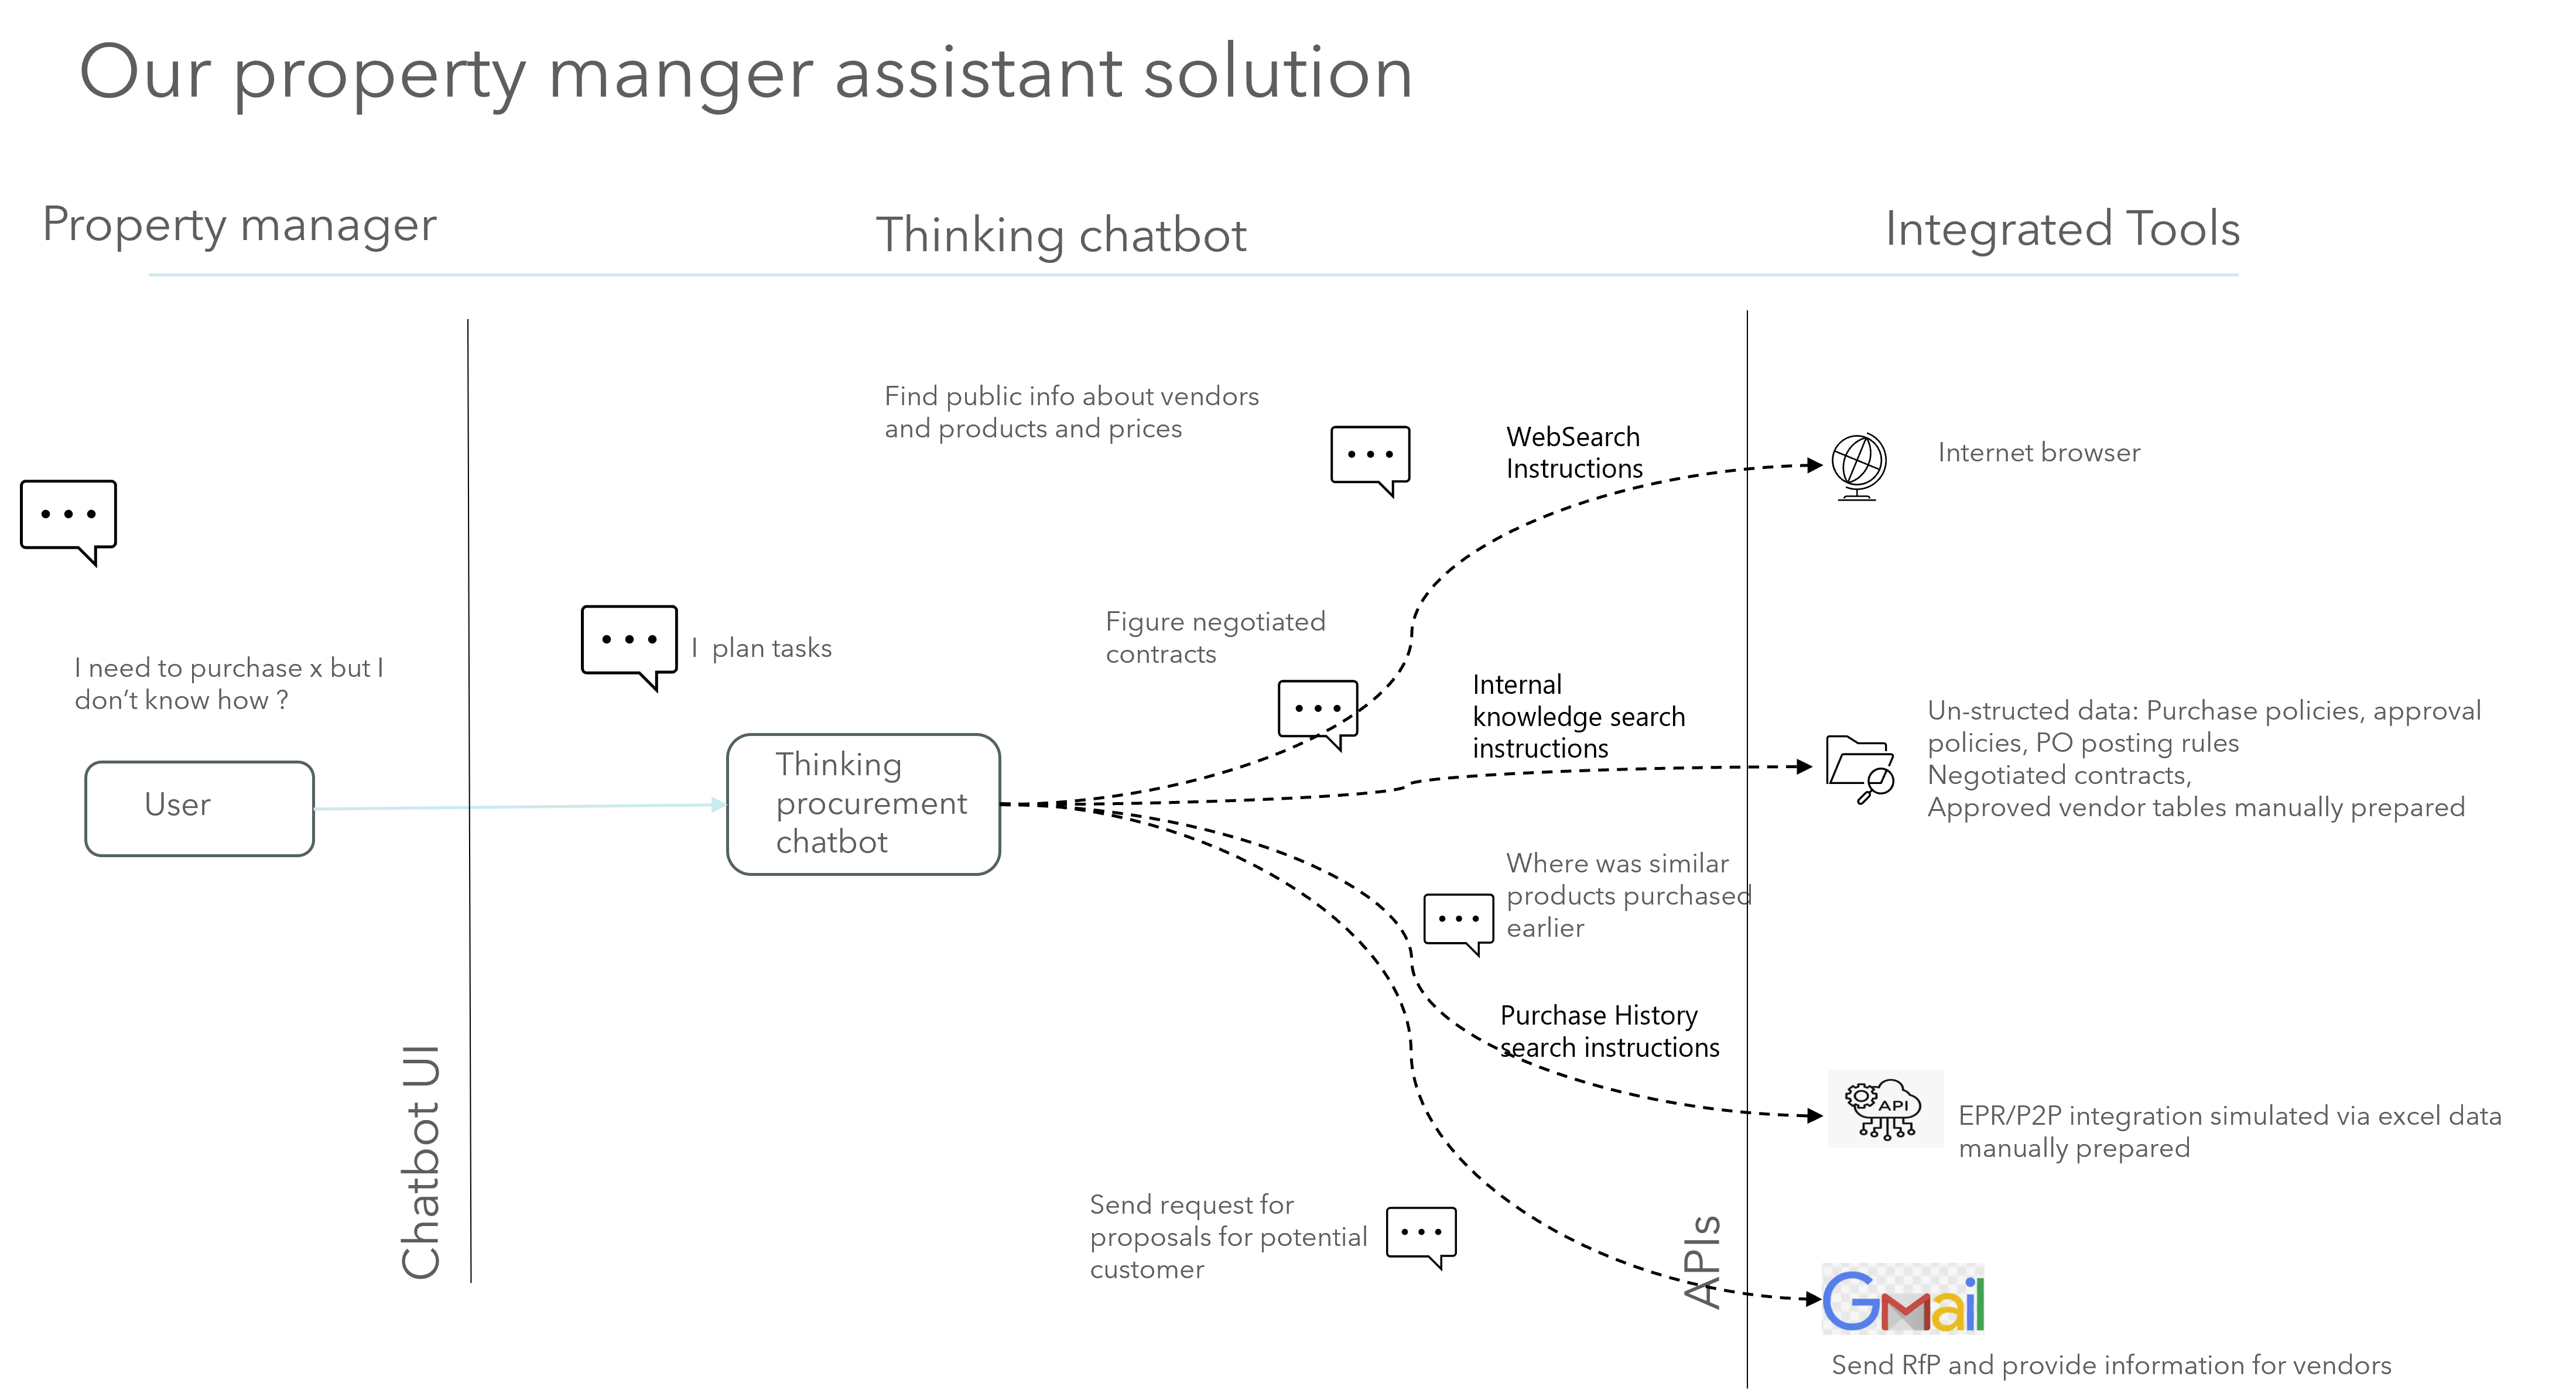 Our property manger assistant solution
Property manager
Thinking chatbot
Integrated Tools
Find public info about vendors
and products and prices
WebSearch
Instructions
Internet browser
I need to purchase x but I
don't know how ?
I  plan tasks
Figure negotiated
contracts
Internal
knowledge search
instructions
Un-structed data: Purchase policies, approval
policies, PO posting rules
Negotiated contracts,
Approved vendor tables manually prepared
User
Thinking
procurement
chatbot
Where was similar
products purchased
earlier
Purchase History
search instructions
API
EPR/P2P integration simulated via excel data
manually prepared
Chatbot UI
Send request for
proposals for potential
customer
APIs
Gmail
Send RfP and provide information for vendors